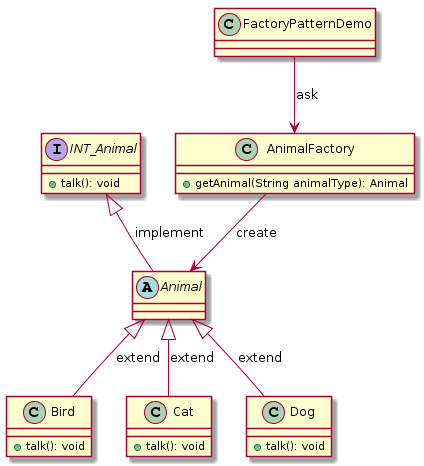 C FactoryPatternDemo
ask
I INT_Animal
talk(): void
C AnimalFactory
getAnimal(String animalType): Animal
implement
create
A Animal
extend
extend
extend
C Bird
talk(): void
C Cat
talk(): void
C Dog
talk(): void